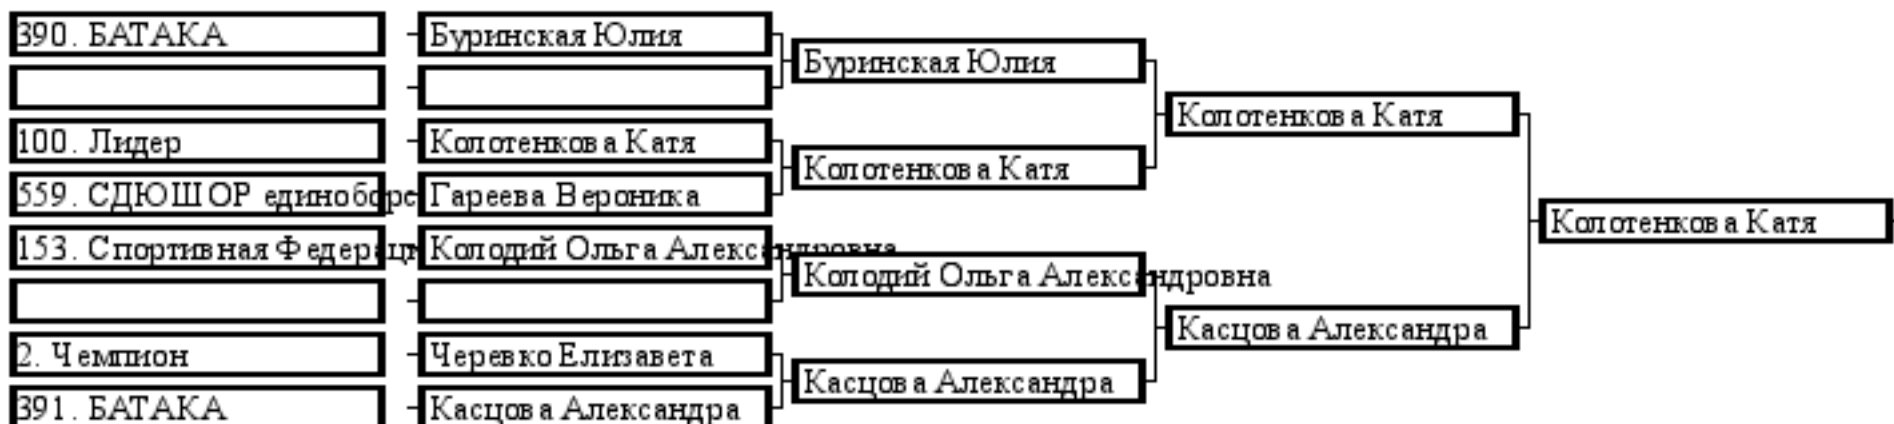 390. БАТАКА Буринская Юлия
Буринская Юлия
Колотенкова Катя
100. Лидер Колотенкова Катя
Колотенкова Катя
559. СДЮШОР единоборс Гареева Вероника
Колотенкова Катя
153. Спортивная Федерац Колодий Ольга Александровна
Колодий Ольга Александровна
Касцова Александра
2. Чемпион Черевко Елизавета
Касцова Александра
391. БАТАКА Касцова Александра